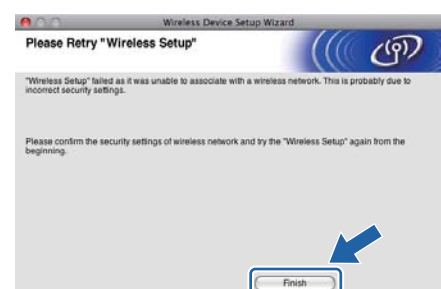 Wireless Device Setup Wizard
Please Retry "Wireless Setup"
"Wireless Setup" failed as it was unable to associate with a wireless network. This is probably due to
incorrect security settings.
Please confirm the security settings of wireless network and try the "Wireless Setup" again from the
beginning.
Finish